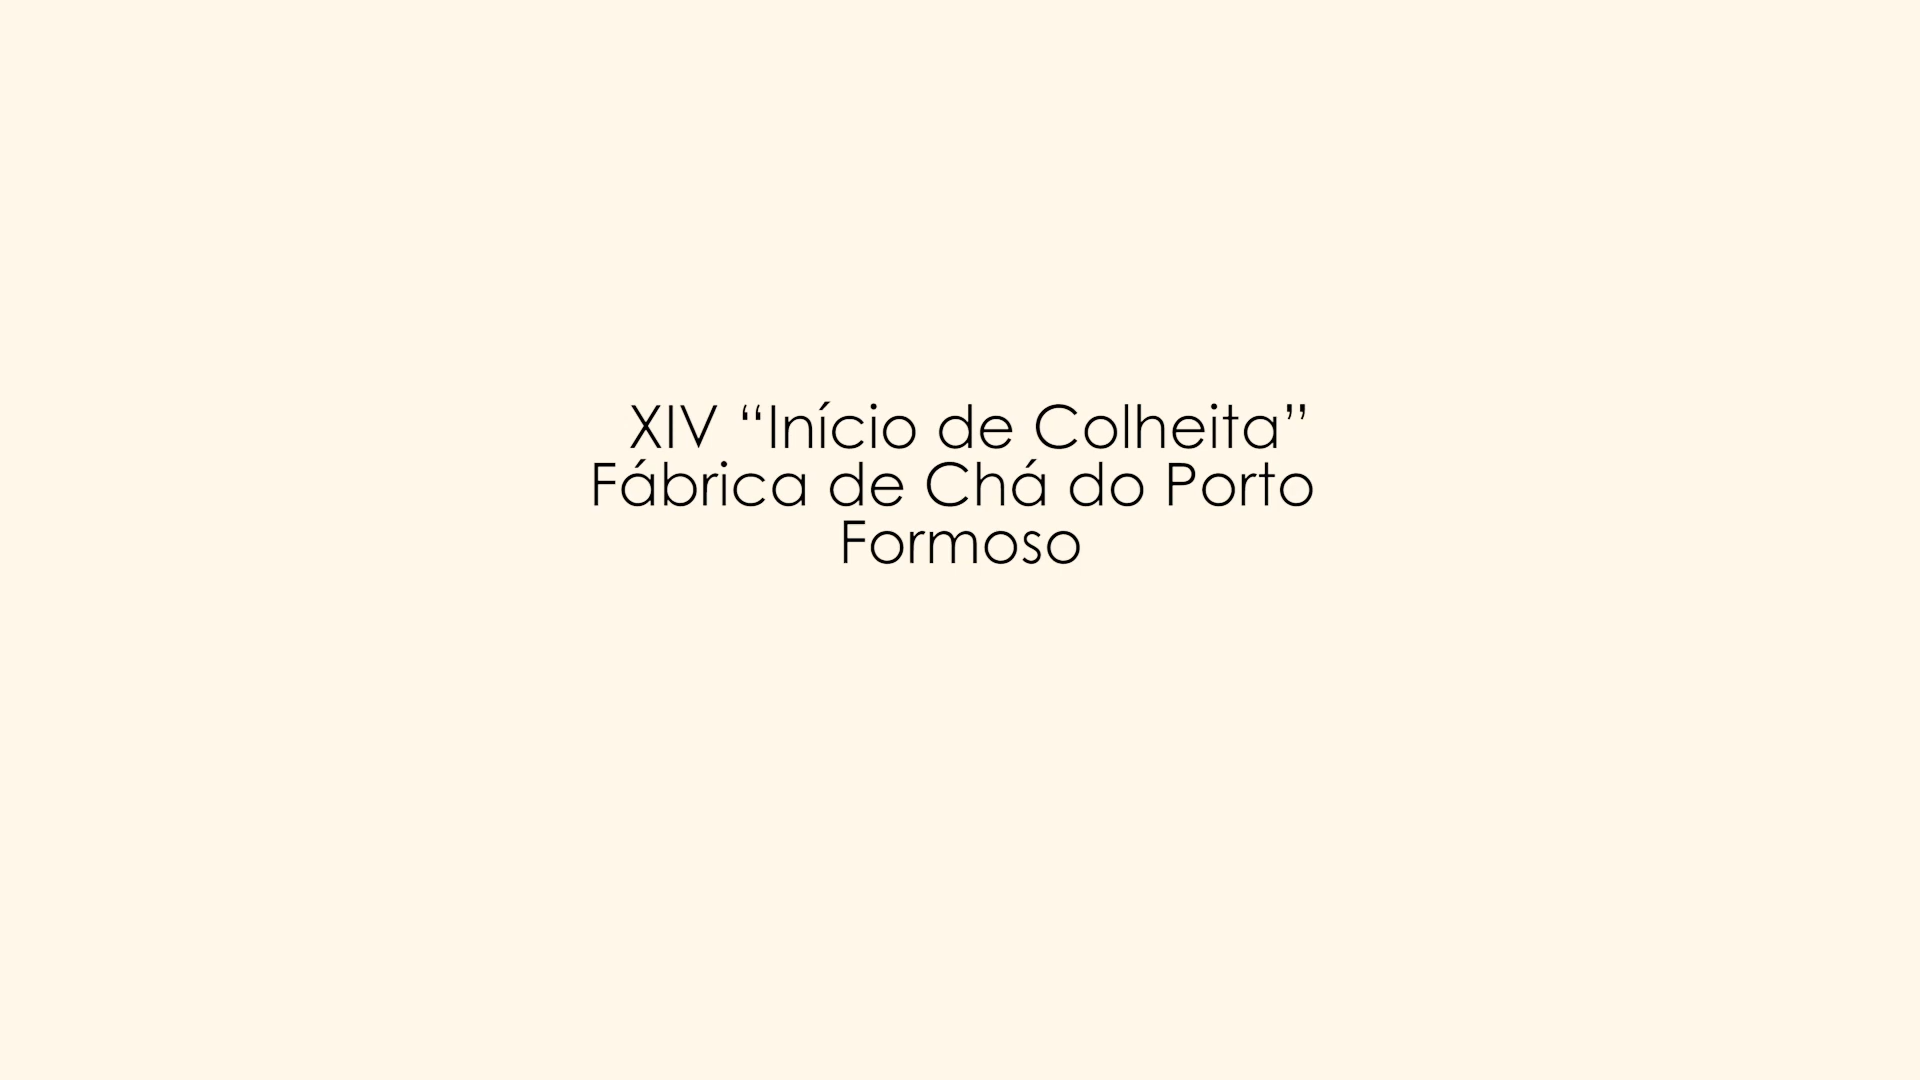 XIV “Início de Colheita”
Fábrica de Chá do Porto
Formoso